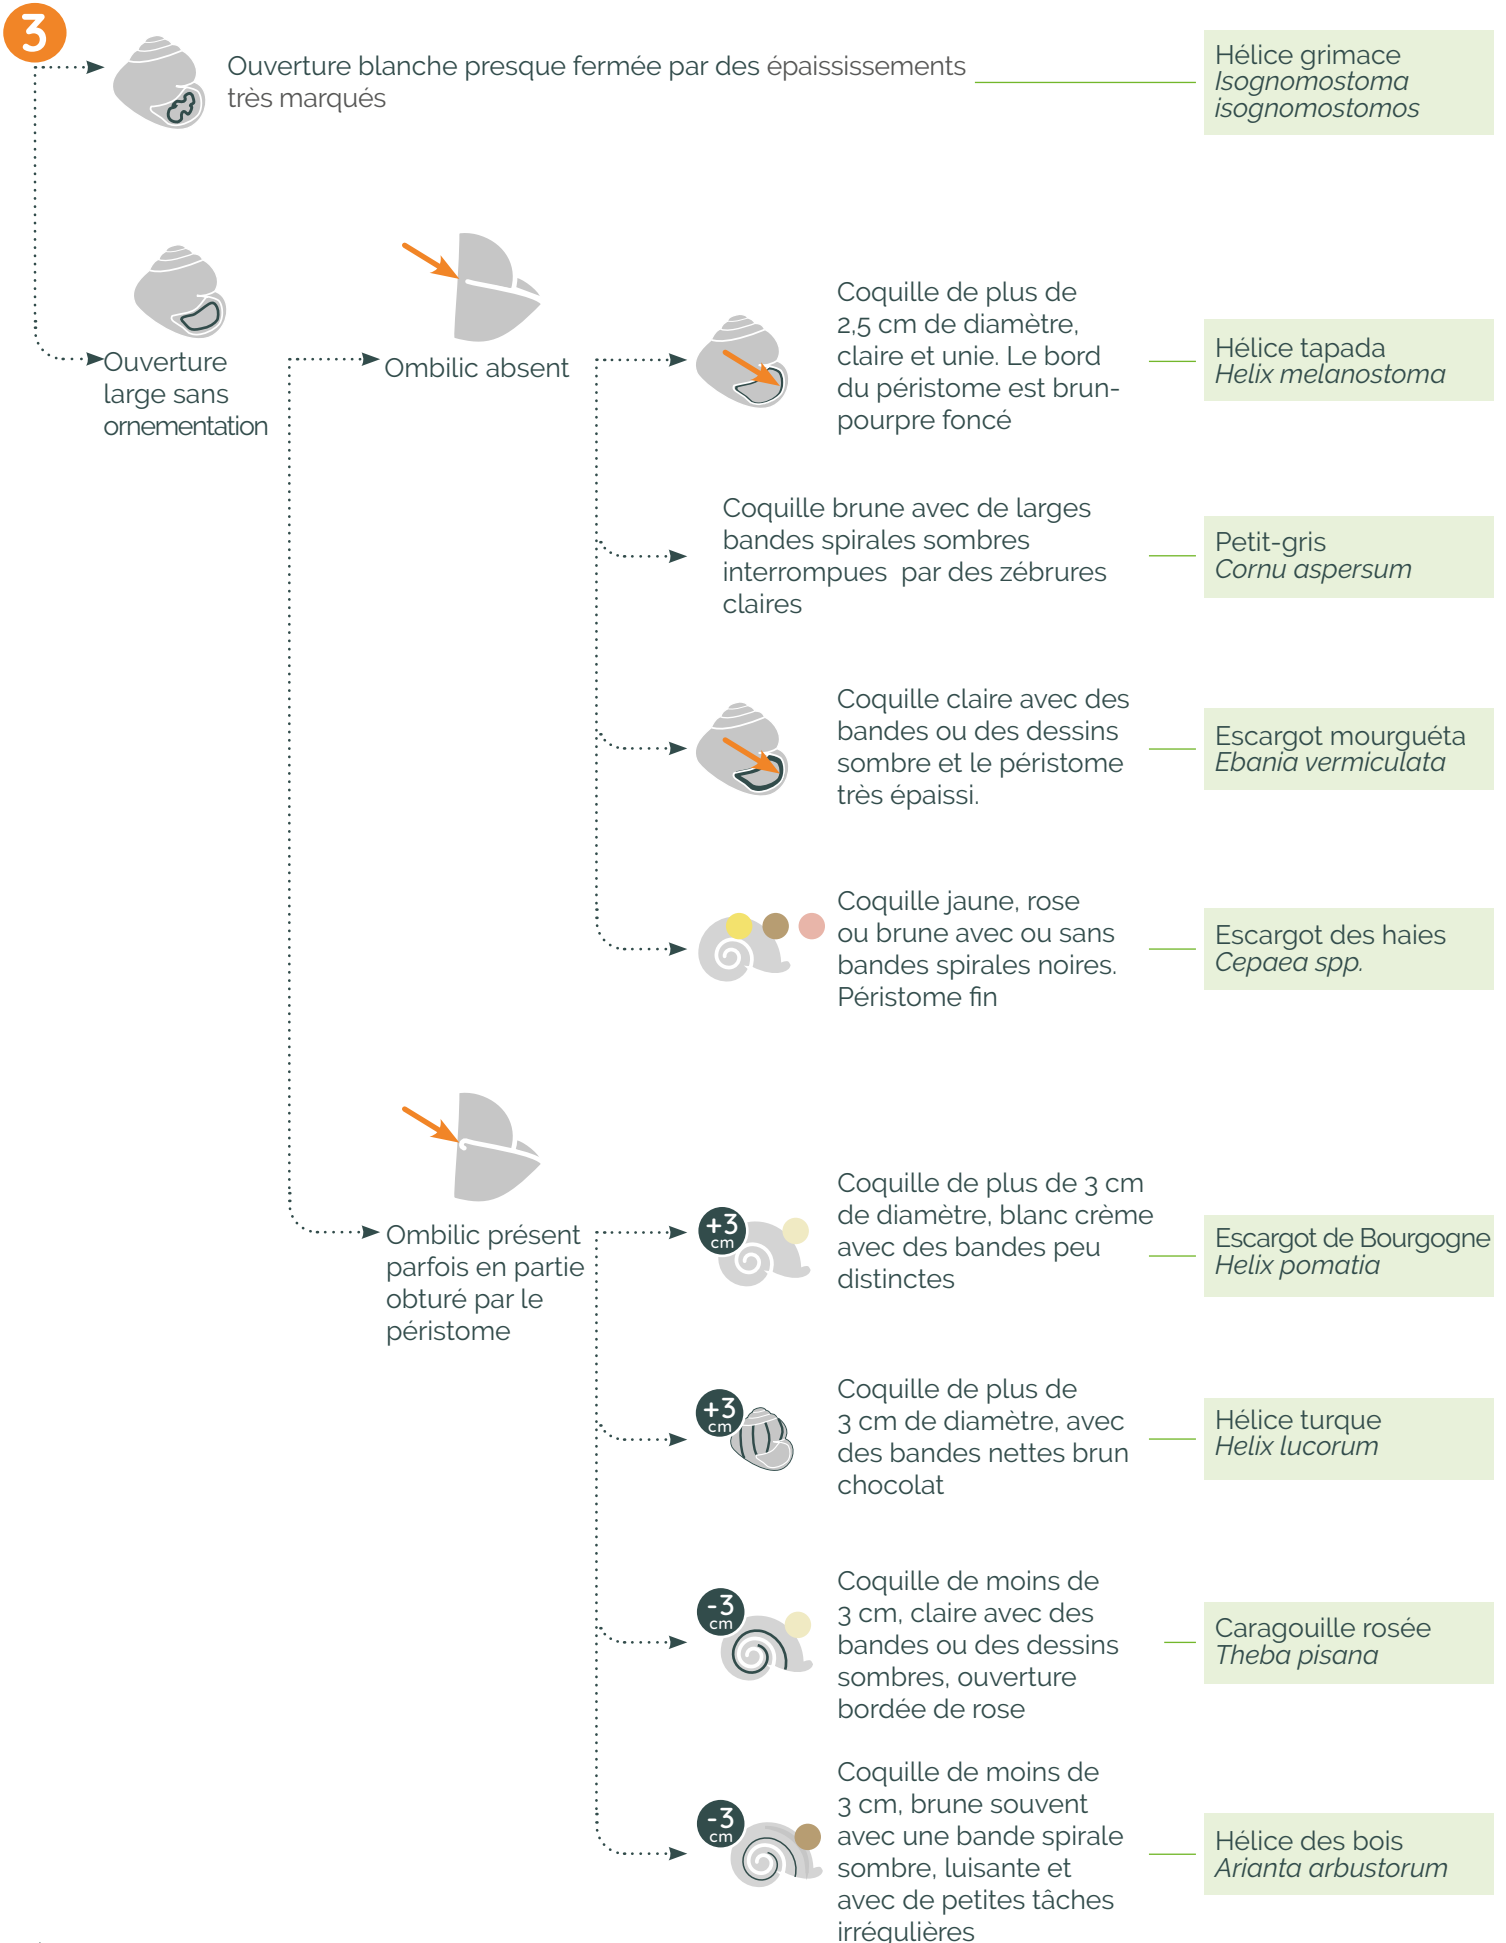 3
Ouverture blanche presque fermée par des épaississements
très marqués
Hélice grimace
Isognomostoma
isognomostomos
Ouverture
large sans
ornementation
Ombilic absent
Coquille de plus de
2,5 cm de diamètre,
claire et unie. Le bord
du péristome est brun-
pourpre foncé
Hélice tapada
Helix melanostoma
Coquille brune avec de larges
bandes spirales sombres
interrompues par des zébrures
claires
Petit-gris
Cornu aspersum
Coquille claire avec des
bandes ou des dessins
sombre et le péristome
très épaissi.
Escargot mourguéta
Ebania vermiculata
Coquille jaune, rose
ou brune avec ou sans
bandes spirales noires.
Péristome fin
Escargot des haies
Cepaea spp.
Ombilic présent
parfois en partie
obturé par le
péristome
+3
cm
Coquille de plus de 3 cm
de diamètre, blanc crème
avec des bandes peu
distinctes
Escargot de Bourgogne
Helix pomatia
+3
cm
Coquille de plus de
3 cm de diamètre, avec
des bandes nettes brun
chocolat
Hélice turque
Helix lucorum
-3
cm
Coquille de moins de
3 cm, claire avec des
bandes ou des dessins
sombres, ouverture
bordée de rose
Caragouille rosée
Theba pisana
-3
cm
Coquille de moins de
3 cm, brune souvent
avec une bande spirale
sombre, luisante et
avec de petites tâches
irrégulières
Hélice des bois
Arianta arbustorum